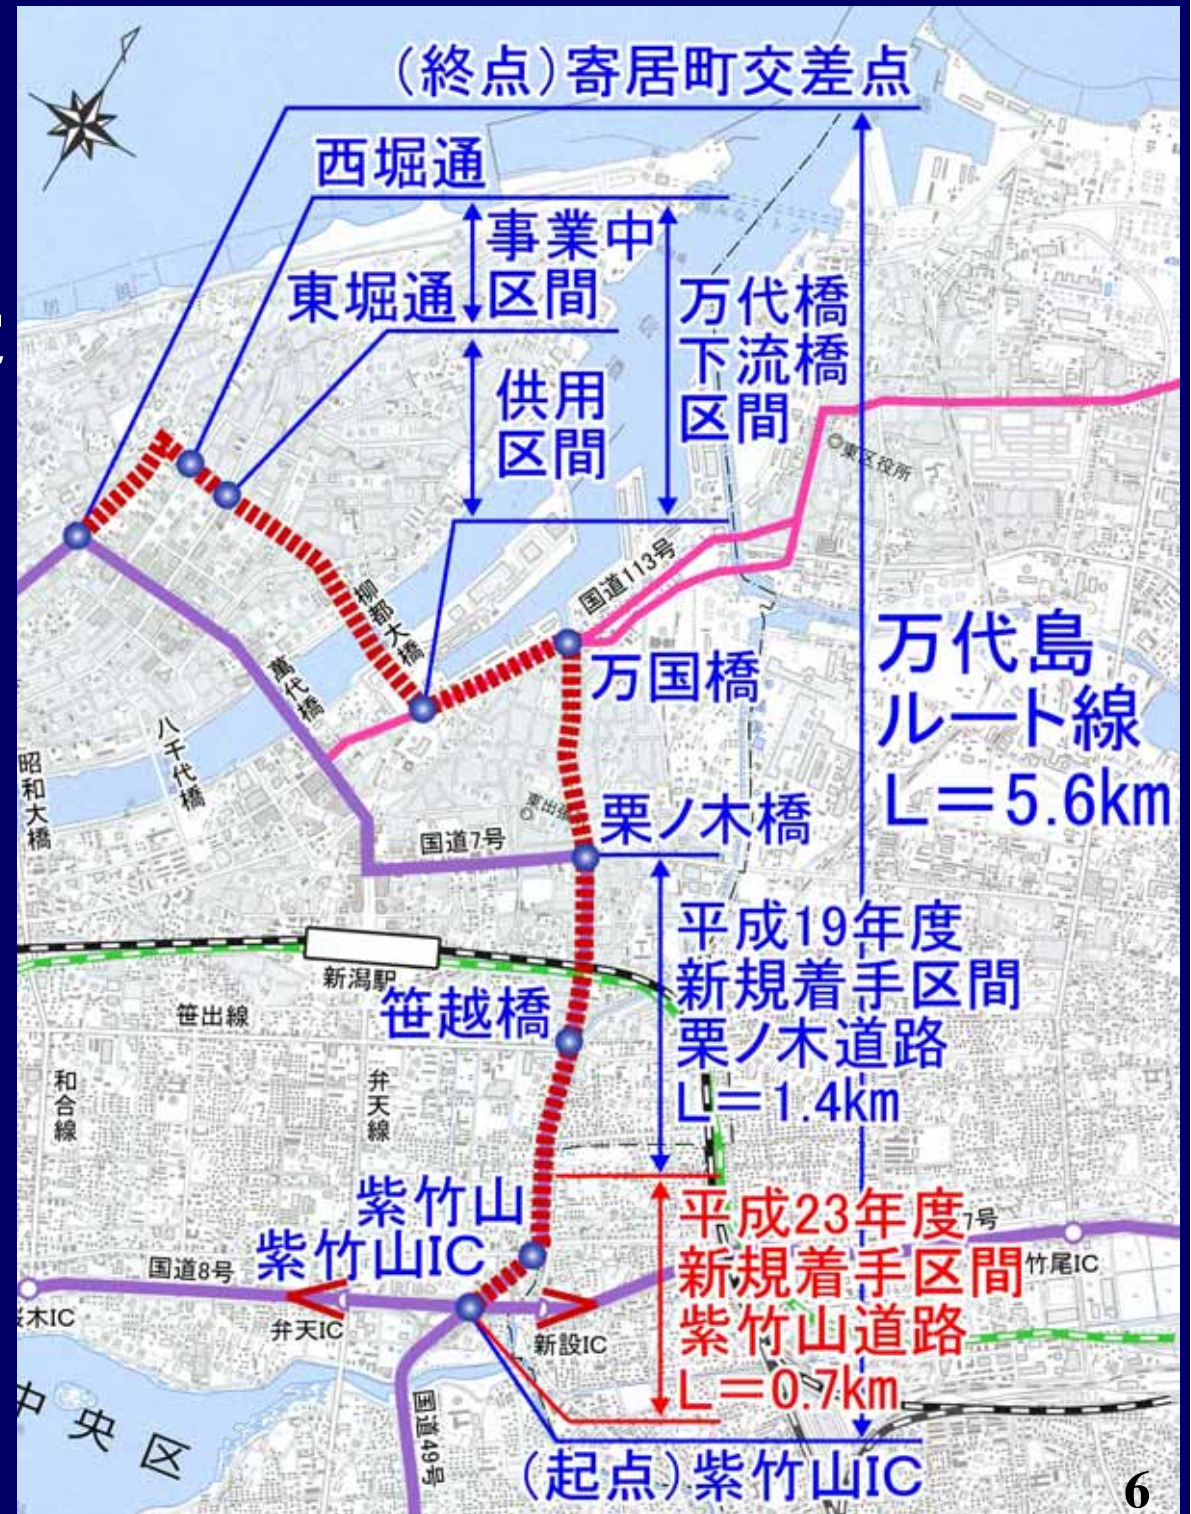 (終点)寄居町交差点
西堀通
事業中
区間
東堀通
供用
区間
万代橋
下流橋
区間
東区役所
国道113号
柳都大橋
萬代橋
八千代橋
昭和大橋
万国橋
万代島
ルート線
L=5.6km
栗ノ木橋
国道7号
平成19年度
新規着手区間
栗ノ木道路
L=1.4km
新潟駅
笹越橋
笹出線
和合線
弁天線
紫竹山
紫竹山IC
国道8号
平成23年度
新規着手区間
紫竹山道路
L=0.7km
7号
竹尾IC
木IC
弁天IC
新設IC
中央区
国道49号
(起点)紫竹山IC
6